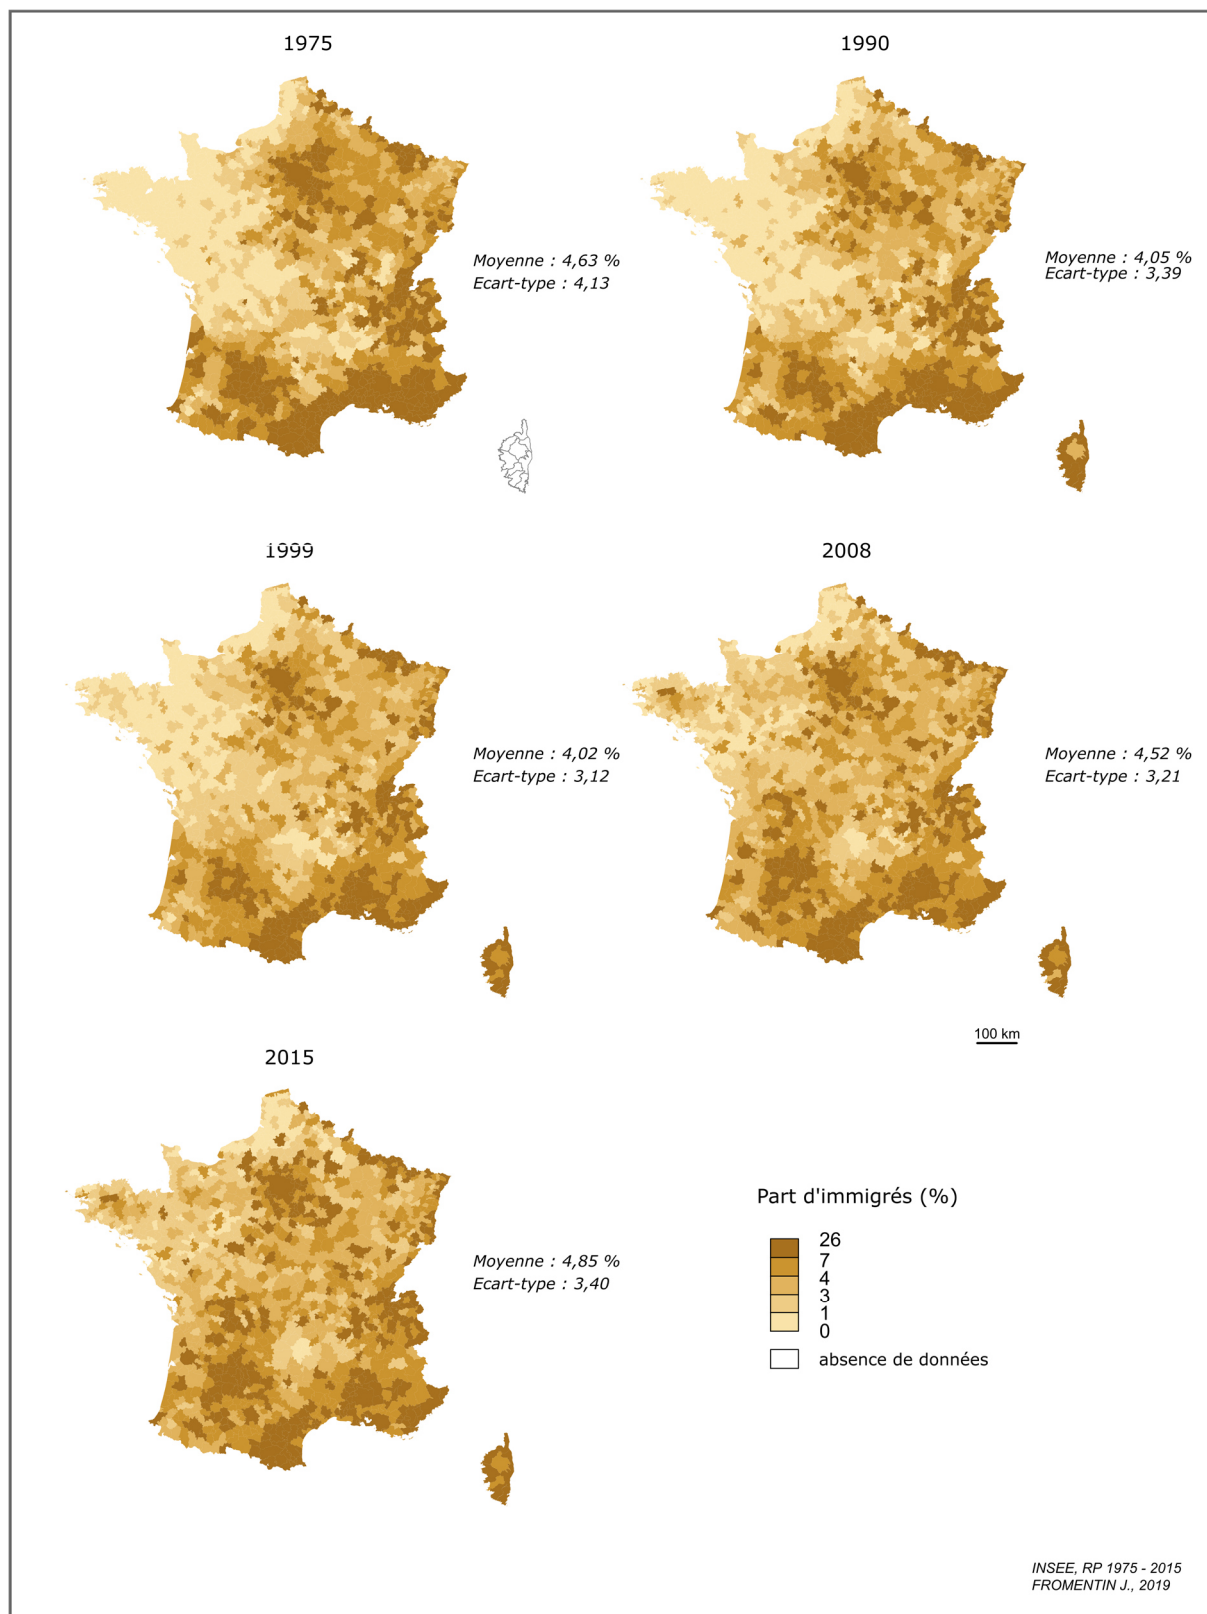 1975
1990
Moyenne : 4,63 %
Ecart-type : 4,13
Moyenne : 4,05 %
Ecart-type : 3,39
1999
2008
Moyenne : 4,02 %
Ecart-type : 3,12
Moyenne : 4,52 %
Ecart-type : 3,21
100 km
2015
Moyenne : 4,85 %
Ecart-type : 3,40
Part d'immigrés (%)
26
7
4
3
1
0
absence de données
INSEE, RP 1975 - 2015
FROMENTIN J., 2019